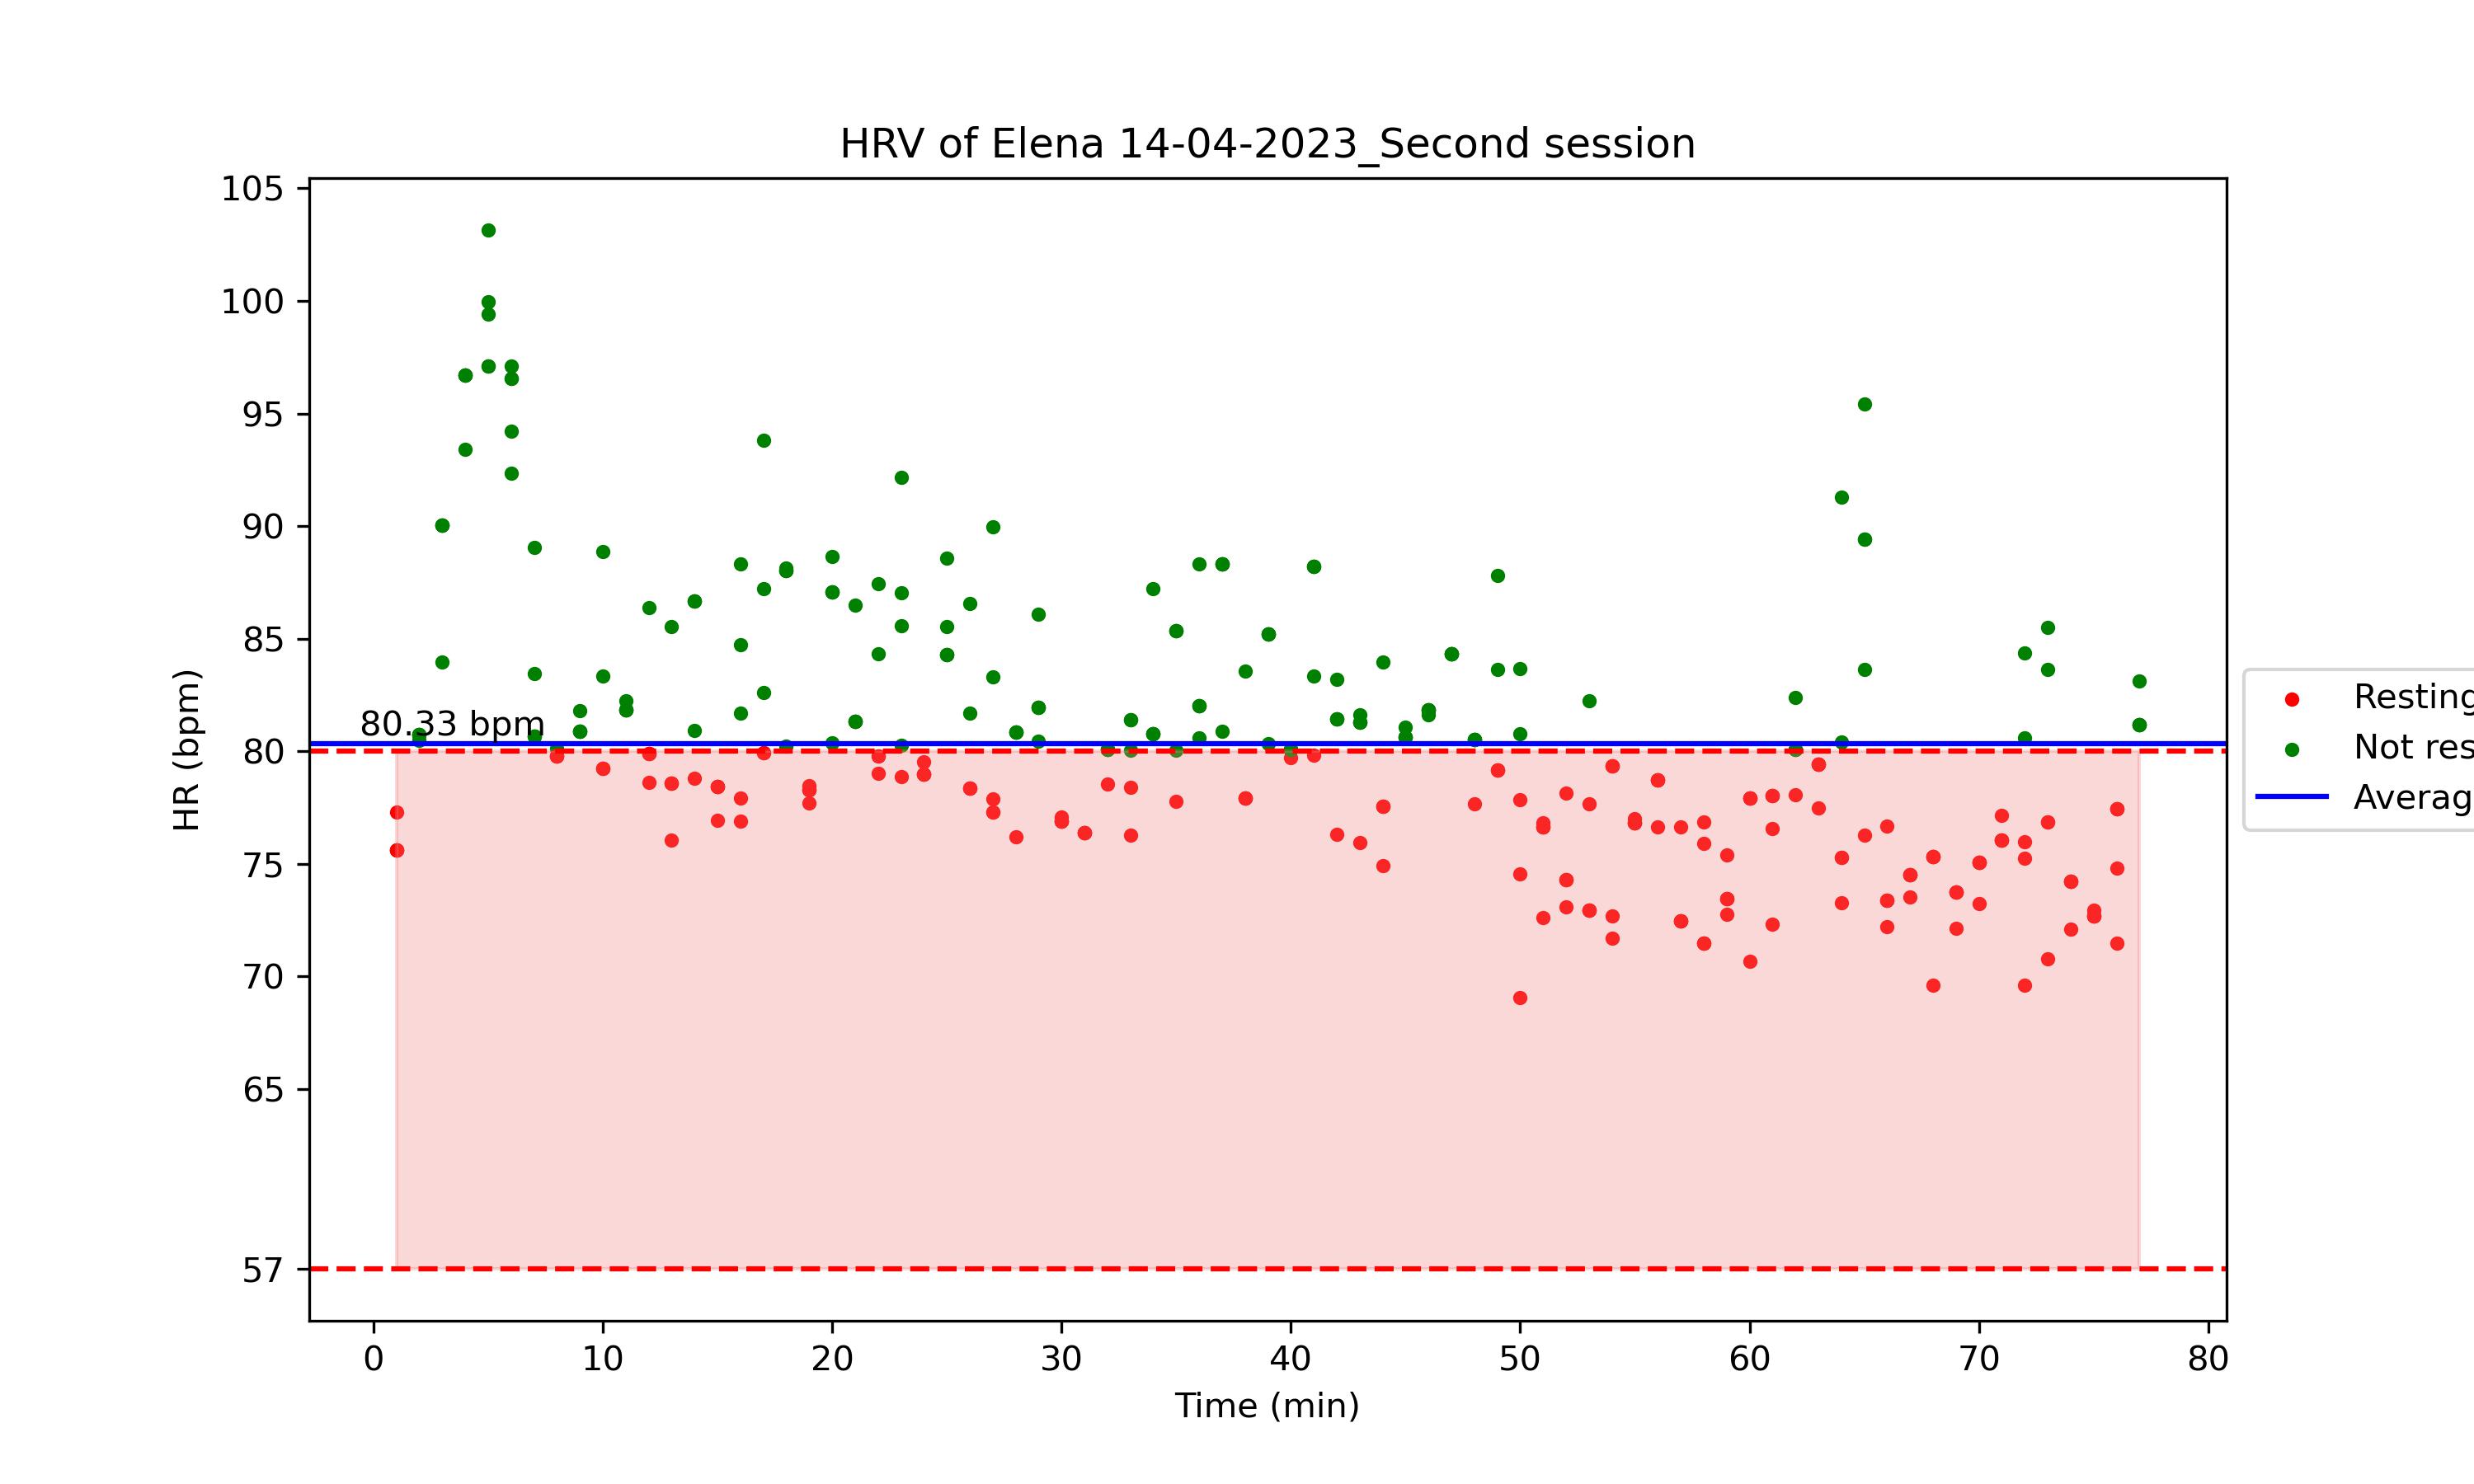 HRV of Elena 14-04-2023_Second session
HR (bpm)
105
100
95
90
85
80
75
70
65
57
80.33 bpm
0 10 20 30 40 50 60 70 80
Time (min)
Resting
Not res
Averag